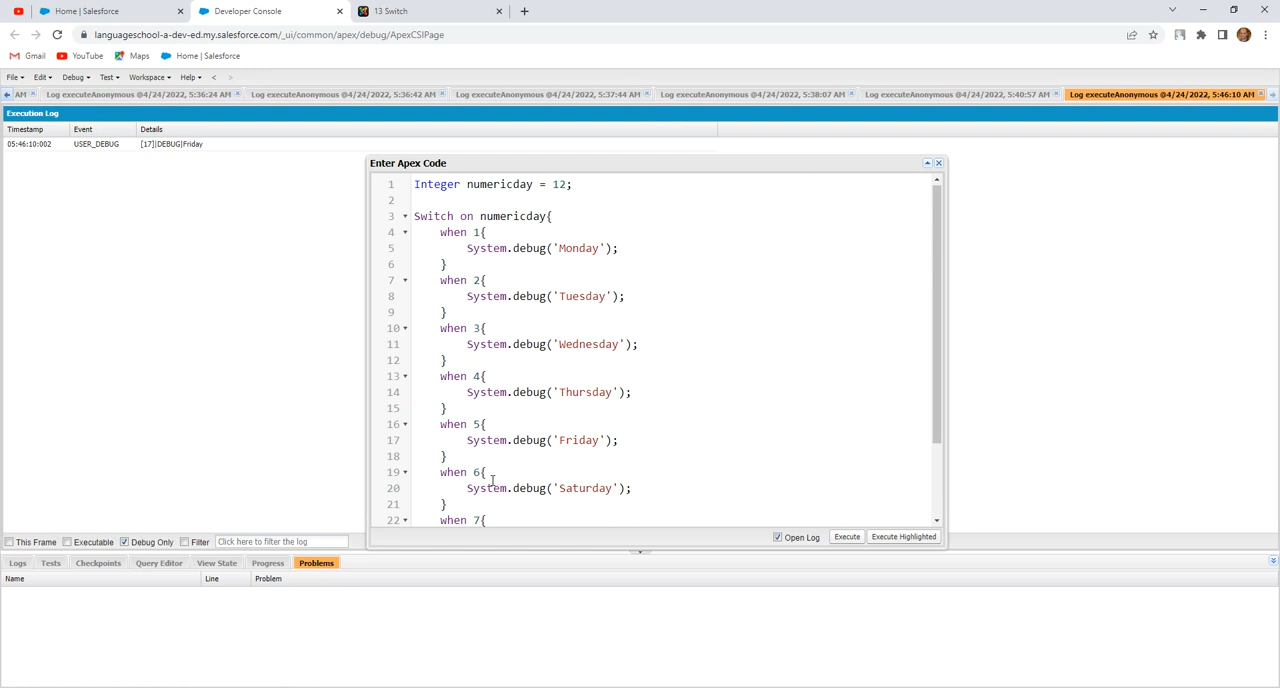 Home | Salesforce
Developer Console
13 Switch
languageschool-a-dev-ed.my.salesforce.com/_ui/common/apex/debug/ApexCSIPage
Gmail YouTube Maps Home | Salesforce
File Edit Debug Test Workspace Help < >
AM Log executeAnonymous @4/24/2022, 5:36:24 AM Log executeAnonymous @4/24/2022, 5:36:42 AM Log executeAnonymous @4/24/2022, 5:37:44 AM Log executeAnonymous @4/24/2022, 5:38:07 AM Log executeAnonymous @4/24/2022, 5:40:57 AM Log executeAnonymous @4/24/2022, 5:46:10 AM
Execution Log
Timestamp Event Details
05:46:10:002 USER_DEBUG [17]|DEBUG|Friday
Enter Apex Code
1 Integer numericday = 12;
2
3 Switch on numericday{
4 when 1{
5 System.debug('Monday');
6 }
7 when 2{
8 System.debug('Tuesday');
9 }
10 when 3{
11 System.debug('Wednesday');
12 }
13 when 4{
14 System.debug('Thursday');
15 }
16 when 5{
17 System.debug('Friday');
18 }
19 when 6{
20 System.debug('Saturday');
21 }
22 when 7{
Open Log Execute Execute Highlighted
This Frame Executable Debug Only Filter Click here to filter the log
Logs Tests Checkpoints Query Editor View State Progress Problems
Name Line Problem